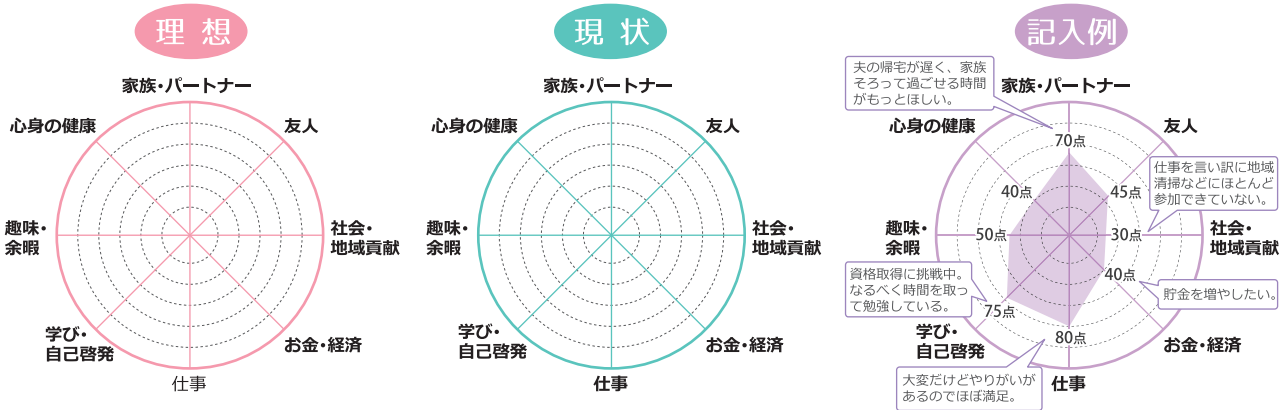 理想
家族・パートナー
友人
社会・
地域貢献
お金・経済
仕事
学び・
自己啓発
趣味・
余暇
心身の健康
現状
家族・パートナー
友人
社会・
地域貢献
お金・経済
仕事
学び・
自己啓発
趣味・
余暇
心身の健康
記入例
夫の帰宅が遅く、家族
そろって過ごせる時間
がもっとほしい。
家族・パートナー
70点
友人
45点
仕事を言い訳に地域
清掃などにほとんど
参加できていない。
社会・
地域貢献
30点
40点
貯金を増やしたい。
お金・経済
80点
仕事
大変だけどやりがいが
あるのでほぼ満足。
75点
学び・
自己啓発
資格取得に挑戦中。
なるべく時間を取っ
て勉強している。
50点
趣味・
余暇
40点
心身の健康